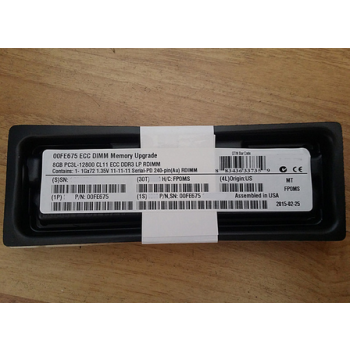 00FE675 ECC DIMM Memory Upgrade
8GB PC3L-12800 CL11 ECC DDR3 LP RDIMM
Contains: 1- 1Gx72 1.35V 11-11-11 Serial-PD 240-pin(4x) RDIMM
(S)SN:
(30T) H/C: FPDMS
(4L)Origin:US
MT
FPDMS
(1P) P/N: 00FE675
(1S) P/N,SN: 00FE675
Assembled in USA
2015-02-25